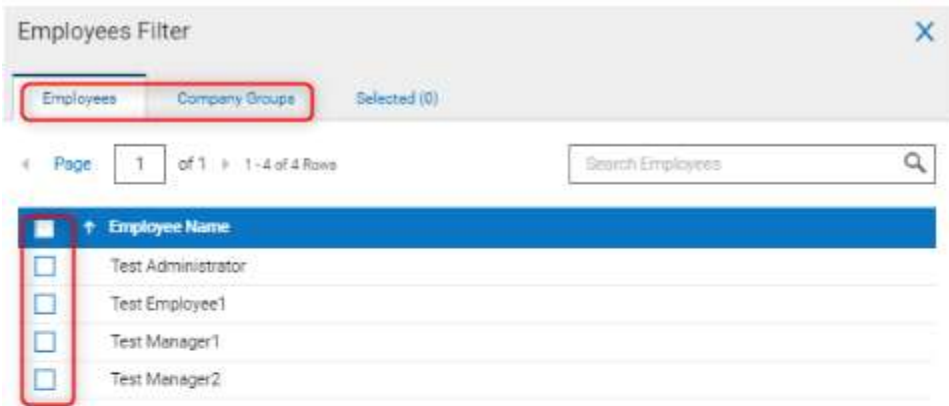 Employees Filter
Employees Company Groups Selected (0)
Page 1 of 1 1 - 4 of 4 Rows Search Employees
Employee Name
Test Administrator
Test Employee1
Test Manager1
Test Manager2